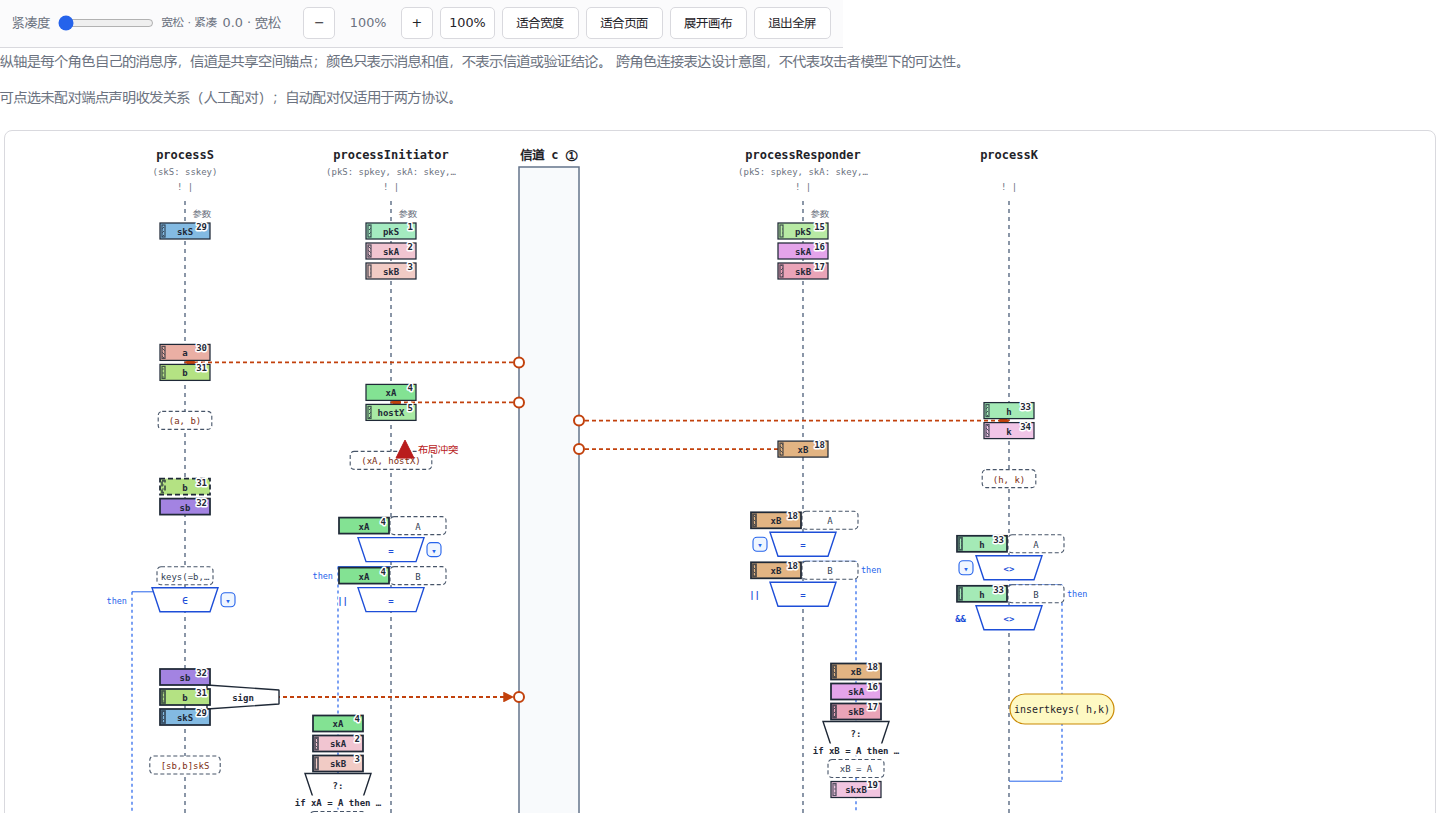 紧凑度 宽松 · 紧凑 0.0 · 宽松 − 100% + 100% 适合宽度 适合页面 展开画布 退出全屏
纵轴是每个角色自己的消息序，信道是共享空间锚点；颜色只表示消息和值，不表示信道或验证结论。 跨角色连接表达设计意图，不代表攻击者模型下的可达性。
可点选未配对端点声明收发关系（人工配对）；自动配对仅适用于两方协议。
processS processInitiator 信道 c ① processResponder processK
(skS: sskey) (pkS: spkey, skA: skey,… (pkS: spkey, skA: skey,…
! | ! | ! | ! |
参数 参数 参数
skS 29 pkS 1 pkS 15
skA 2 skA 16
skB 3 skB 17
a 30
b 31
xA 4
hostX 5 h 33
(a, b) k 34
布局冲突 xB 18
(xA, hostX)
(h, k)
b 31
sb 32
xA 4 A xB 18 A
= ▾ ▾ = h 33 A
keys(=b,… then xA 4 B xB 18 B then ▾ <>
then ∈ ▾ || = || = h 33 B then
&& <>
sb 32 xB 18
b 31 sign skA 16
skS 29 skB 17 insertkeys( h,k)
xA 4 ?:
skA 2 if xB = A then …
[sb,b]skS skB 3 xB = A
?: skxB 19
if xA = A then …